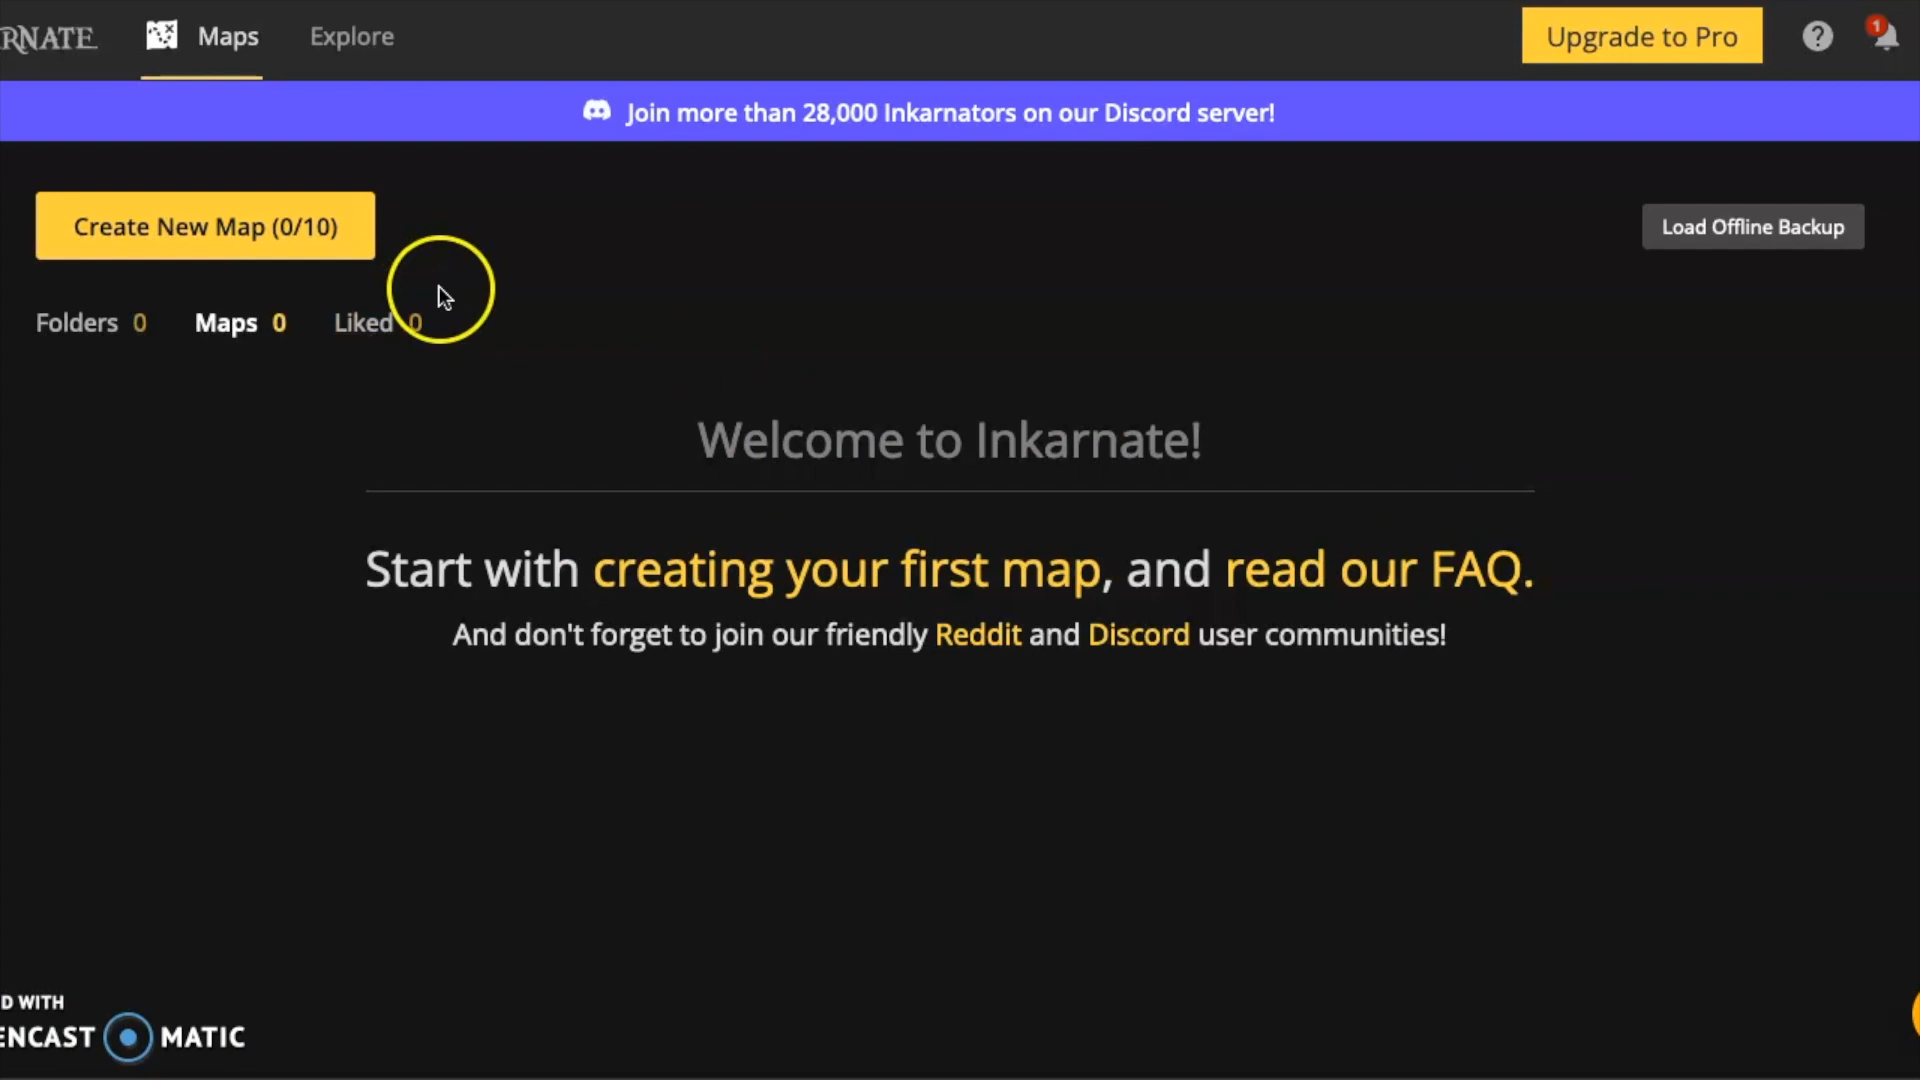 RNATE Maps Explore Upgrade to Pro ? 1
Join more than 28,000 Inkarnators on our Discord server!
Create New Map (0/10) Load Offline Backup
Folders 0 Maps 0 Liked 0
Welcome to Inkarnate!
Start with creating your first map, and read our FAQ.
And don't forget to join our friendly Reddit and Discord user communities!
D WITH
ENCAST MATIC